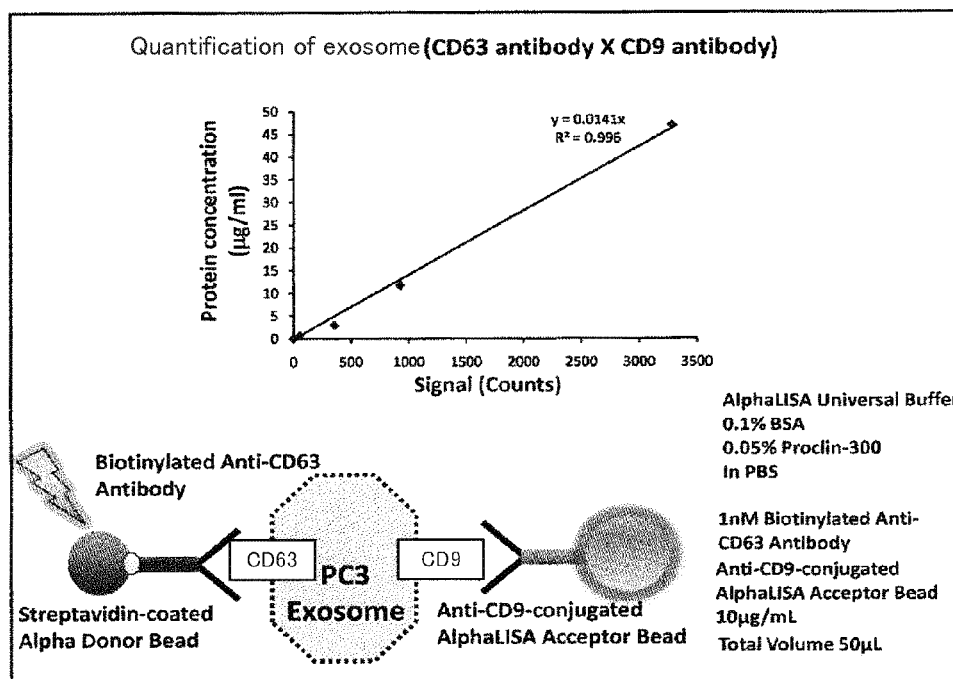 Quantification of exosome (CD63 antibody X CD9 antibody)
Protein concentration
(µg/ml)
50
45
40
35
30
25
20
15
10
5
0
y = 0.0141x
R² = 0.996
0 500 1000 1500 2000 2500 3000 3500
Signal (Counts)
AlphaLISA Universal Buffer
0.1% BSA
0.05% Proclin-300
In PBS
Biotinylated Anti-CD63
Antibody
CD63
PC3
Exosome
CD9
Streptavidin-coated
Alpha Donor Bead
Anti-CD9-conjugated
AlphaLISA Acceptor Bead
1nM Biotinylated Anti-
CD63 Antibody
Anti-CD9-conjugated
AlphaLISA Acceptor Bead
10µg/mL
Total Volume 50µL